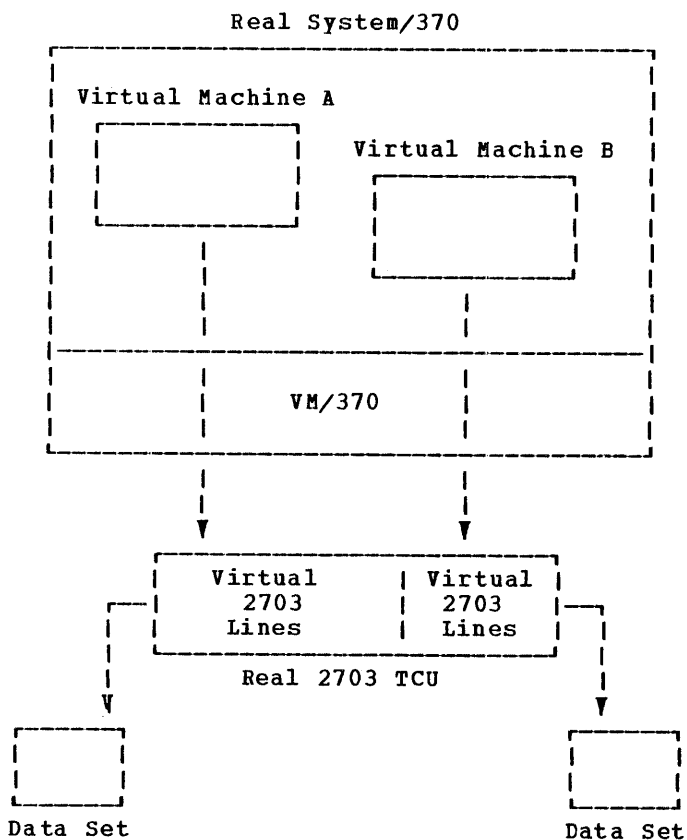 Real System/370
Virtual Machine A
Virtual Machine B
VM/370
Virtual
2703
Lines
Virtual
2703
Lines
Real 2703 TCU
Data Set
Data Set